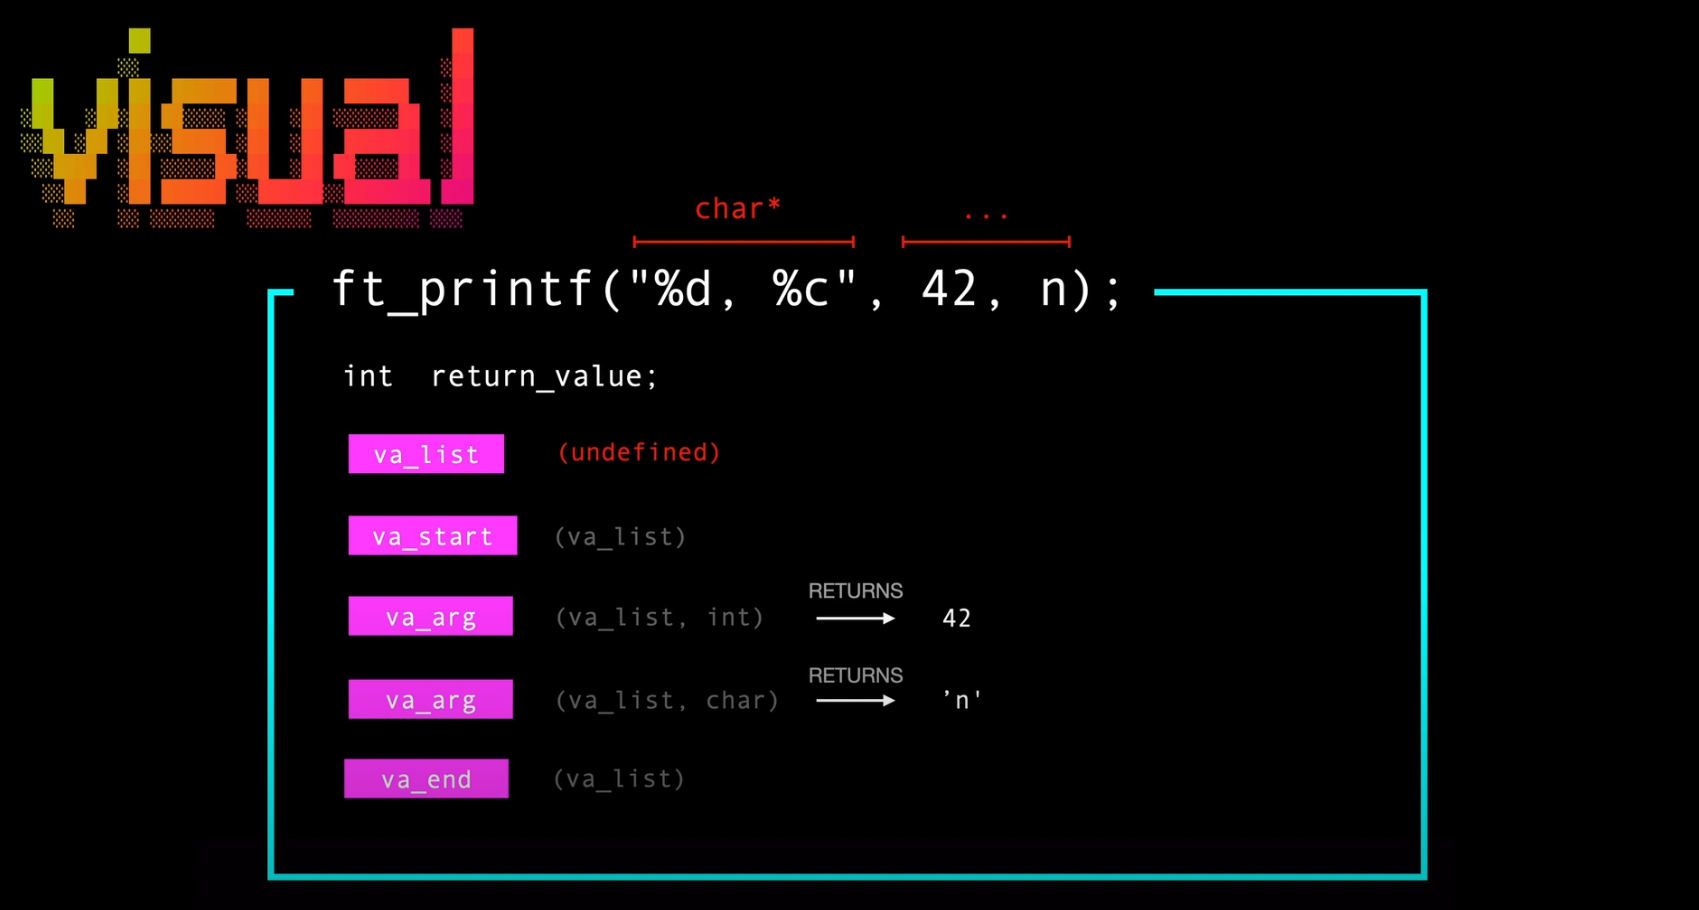 visual
char* ...
ft_printf("%d, %c", 42, n);
int return_value;
va_list (undefined)
va_start (va_list)
RETURNS
va_arg (va_list, int) 42
RETURNS
va_arg (va_list, char) ’n'
va_end (va_list)